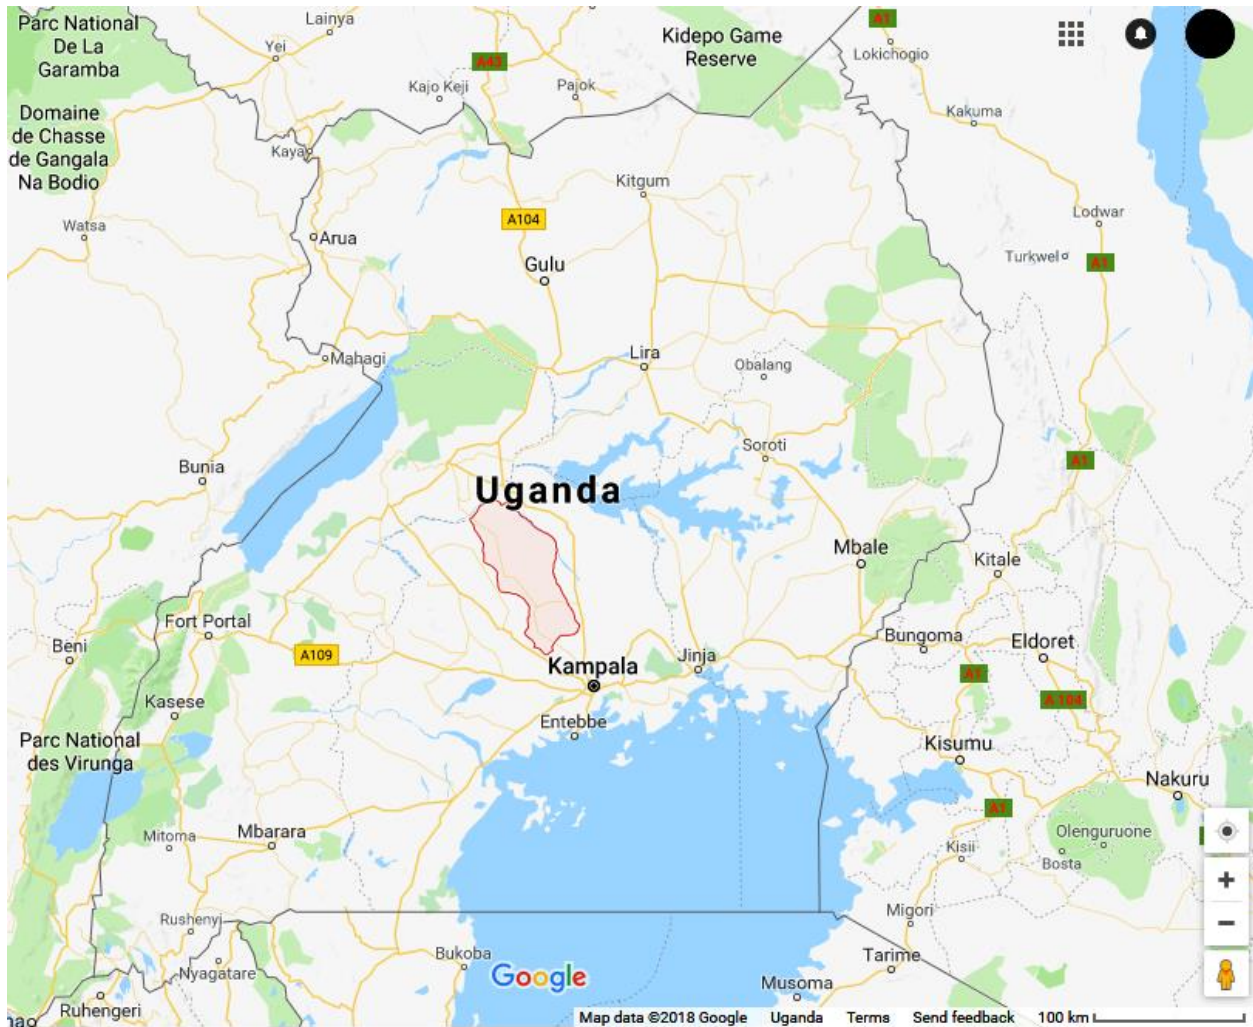 Parc National
De La
Garamba
Lainya
Yei
A43
Kajo Keji
Pajok
Kidepo Game
Reserve
A1
Lokichogio
Kakuma
Domaine
de Chasse
de Gangala
Na Bodio
Kaya
Kitgum
Watsa
Arua
A104
Lodwar
Turkwel
A1
Gulu
Mahagi
Lira
Obalang
Soroti
A1
Bunia
Uganda
Mbale
Kitale
Fort Portal
Beni
A109
Kampala
Jinja
Bungoma
Eldoret
A1
A 104
Kasese
Entebbe
Parc National
des Virunga
Kisumu
Nakuru
A1
Mitoma
Mbarara
Olenguruone
Kisii
Bosta
Rushenyi
Migori
Nyagatare
Bukoba
Tarime
Google
Musoma
Ruhengeri
Map data ©2018 Google Uganda Terms Send feedback 100 km